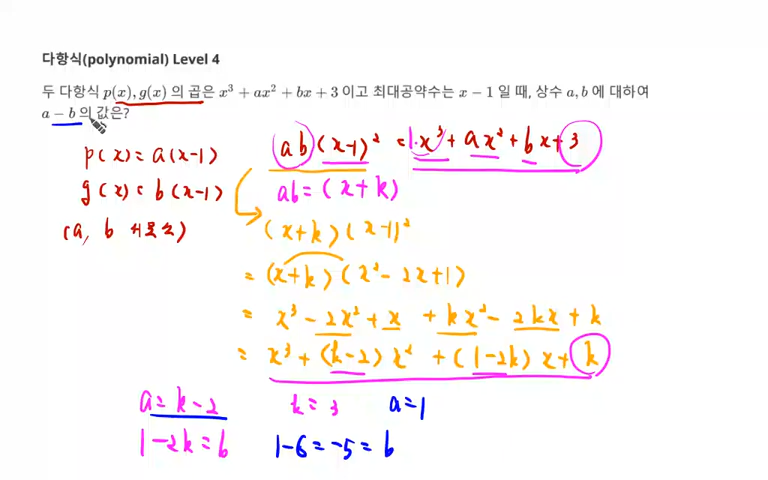 다항식(polynomial) Level 4
두 다항식 p(x), g(x) 의 곱은 x³ + ax² + bx + 3 이고 최대공약수는 x − 1 일 때, 상수 a, b 에 대하여
a − b 의 값은?
p(x) = a(x-1)
g(x) = b(x-1)
(a, b 서로소)
ab(x-1)² = 1·x³ + ax² + bx + 3
ab = (x+k)
(x+k)(x-1)²
= (x+k)(x²-2x+1)
= x³ - 2x² + x + kx² - 2kx + k
= x³ + (k-2)x² + (1-2k)x + k
a = k-2 k = 3 a = 1
1-2k = b 1-6 = -5 = b